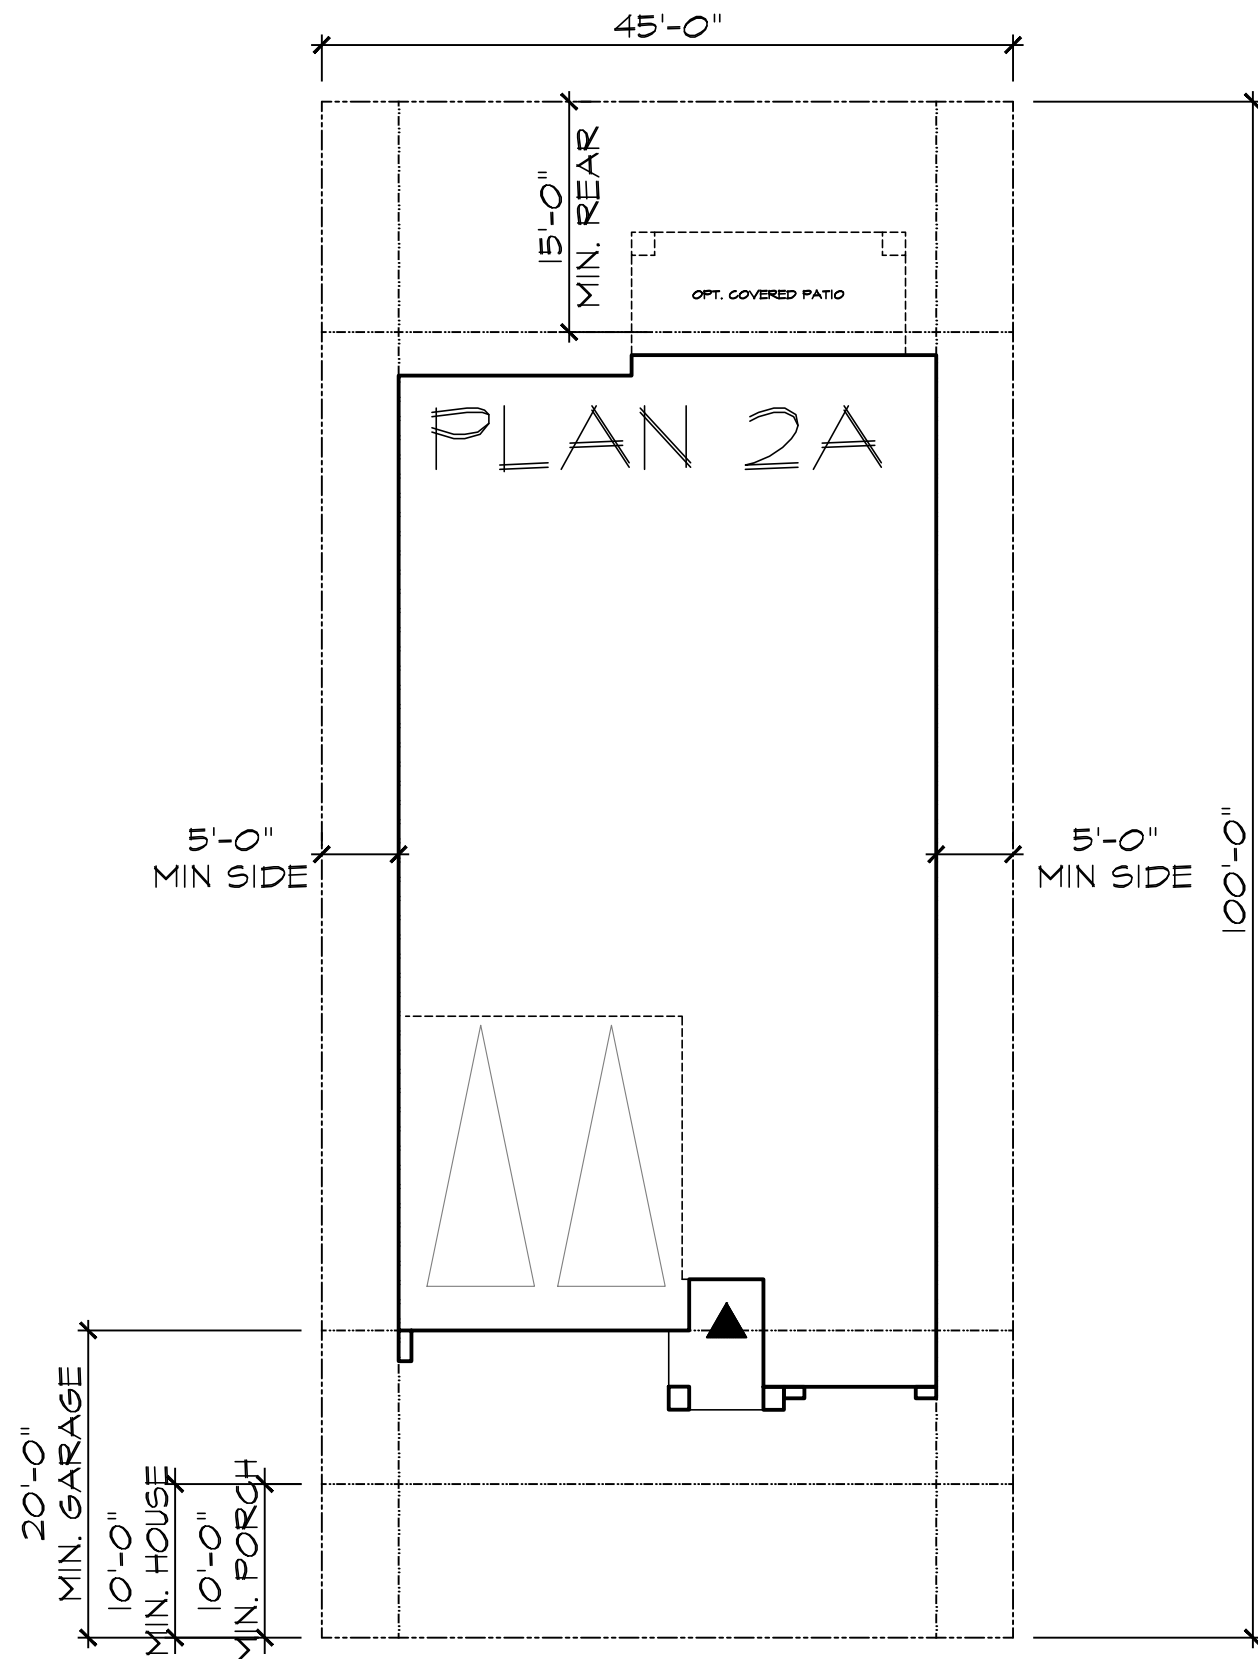 45'-0"
15'-0"
MIN. REAR
OPT. COVERED PATIO
PLAN 2A
5'-0"
MIN SIDE
5'-0"
MIN SIDE
100'-0"
20'-0"
MIN. GARAGE
10'-0"
MIN. HOUSE
10'-0"
MIN. PORCH